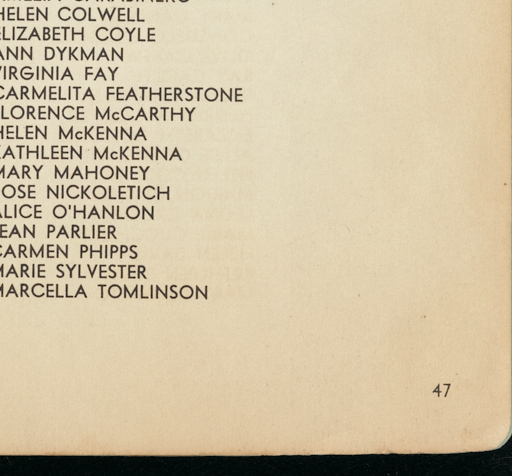 HELEN COLWELL
ELIZABETH COYLE
ANN DYKMAN
VIRGINIA FAY
CARMELITA FEATHERSTONE
FLORENCE McCARTHY
HELEN McKENNA
KATHLEEN McKENNA
MARY MAHONEY
ROSE NICKOLETICH
ALICE O'HANLON
JEAN PARLIER
CARMEN PHIPPS
MARIE SYLVESTER
MARCELLA TOMLINSON
47